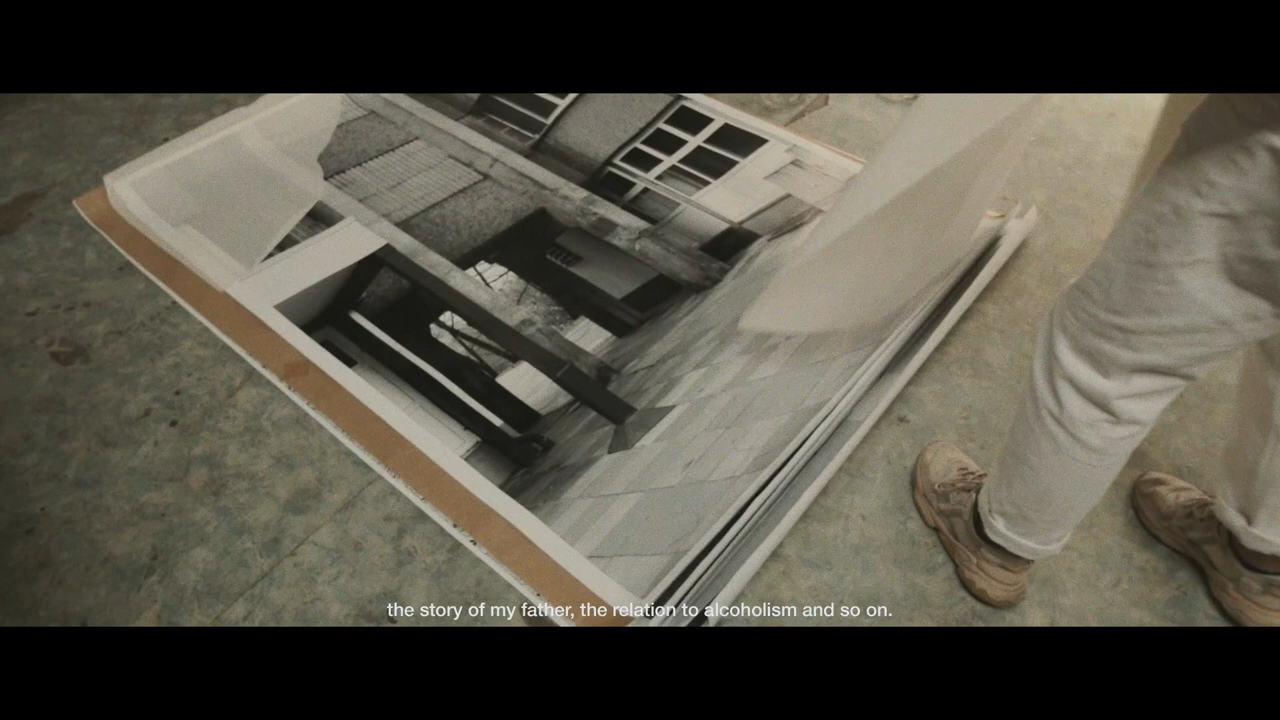 the story of my father, the relation to alcoholism and so on.